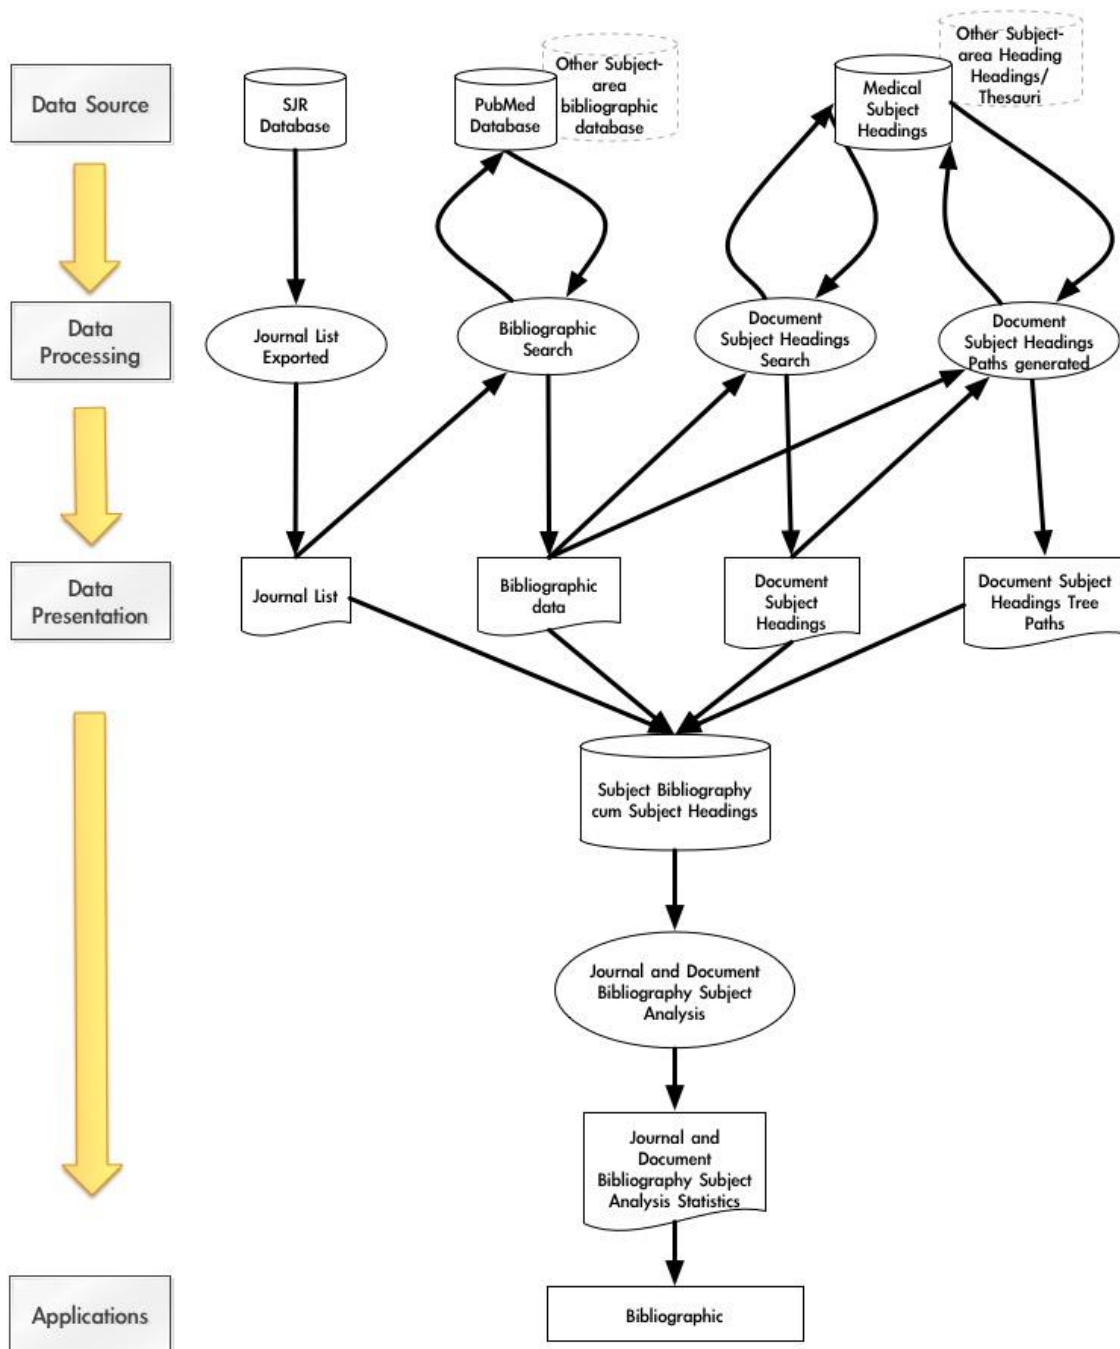 Data Source
SJR
Database
PubMed
Database
Other Subject-
area
bibliographic
database
Medical
Subject
Headings
Other Subject-
area Heading
Headings/
Thesauri
Data
Processing
Journal List
Exported
Bibliographic
Search
Document
Subject Headings
Search
Document
Subject Headings
Paths generated
Data
Presentation
Journal List
Bibliographic
data
Document
Subject
Headings
Document Subject
Headings Tree
Paths
Subject Bibliography
cum Subject Headings
Journal and Document
Bibliography Subject
Analysis
Journal and
Document
Bibliography Subject
Analysis Statistics
Applications
Bibliographic